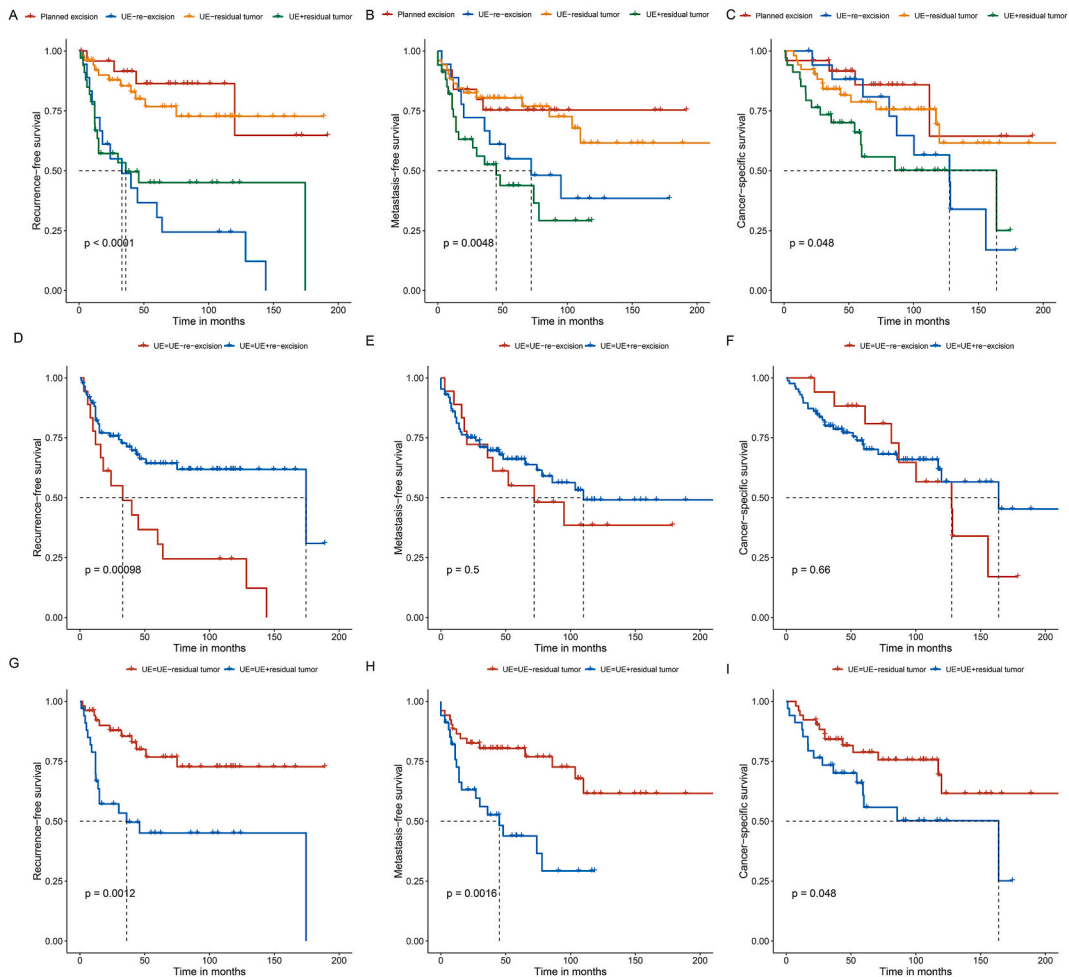 A
Planned excision UE−re−excision UE−residual tumor UE+residual tumor
Recurrence−free survival
1.00
0.75
0.50
0.25
0.00
p < 0.0001
0 50 100 150 200
Time in months
B
Planned excision UE−re−excision UE−residual tumor UE+residual tumor
Metastasis−free survival
1.00
0.75
0.50
0.25
0.00
p = 0.0048
0 50 100 150 200
Time in months
C
Planned excision UE−re−excision UE−residual tumor UE+residual tumor
Cancer−specific survival
1.00
0.75
0.50
0.25
0.00
p = 0.048
0 50 100 150 200
Time in months
D
UE=UE−re−excision UE=UE+re−excision
Recurrence−free survival
1.00
0.75
0.50
0.25
0.00
p = 0.00098
0 50 100 150 200
Time in months
E
UE=UE−re−excision UE=UE+re−excision
Metastasis−free survival
1.00
0.75
0.50
0.25
0.00
p = 0.5
0 50 100 150 200
Time in months
F
UE=UE−re−excision UE=UE+re−excision
Cancer−specific survival
1.00
0.75
0.50
0.25
0.00
p = 0.66
0 50 100 150 200
Time in months
G
UE=UE−residual tumor UE=UE+residual tumor
Recurrence−free survival
1.00
0.75
0.50
0.25
0.00
p = 0.0012
0 50 100 150 200
Time in months
H
UE=UE−residual tumor UE=UE+residual tumor
Metastasis−free survival
1.00
0.75
0.50
0.25
0.00
p = 0.0016
0 50 100 150 200
Time in months
I
UE=UE−residual tumor UE=UE+residual tumor
Cancer−specific survival
1.00
0.75
0.50
0.25
0.00
p = 0.048
0 50 100 150 200
Time in months